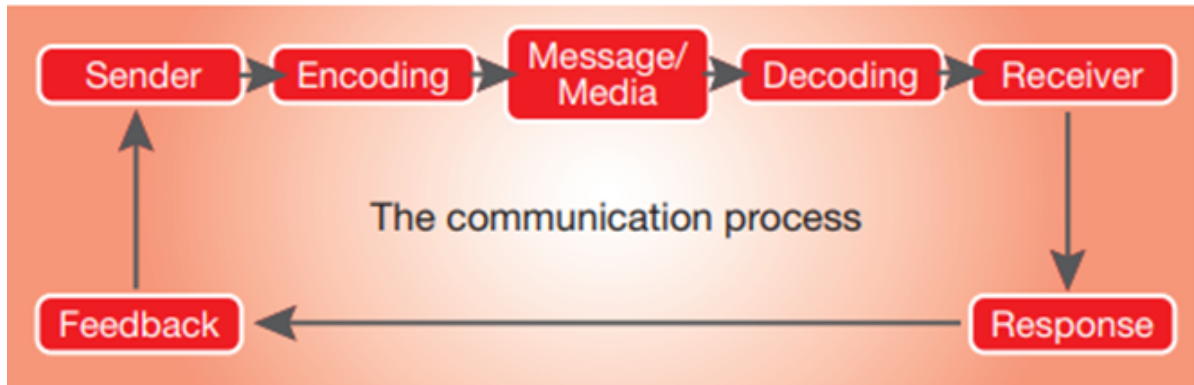 Sender
Encoding
Message/
Media
Decoding
Receiver
The communication process
Feedback
Response